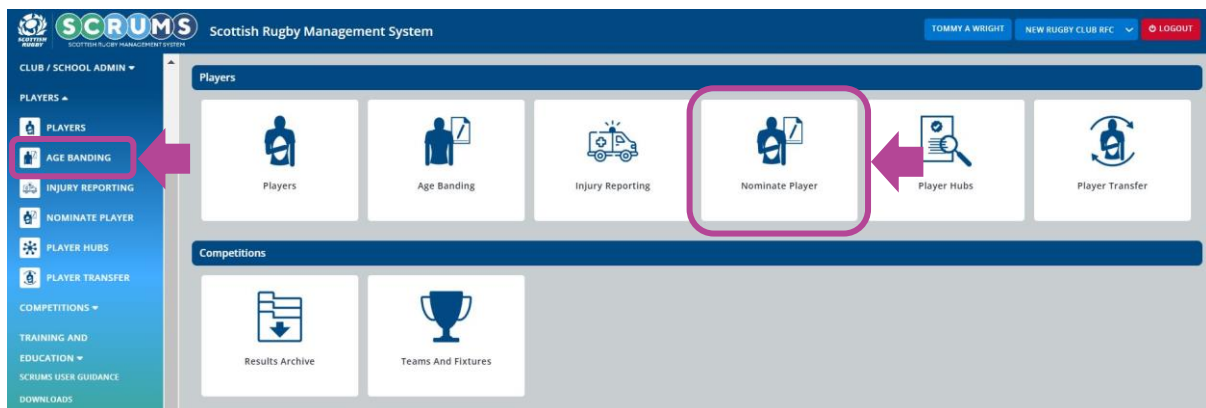 SCOTTISH RUGBY
SCRUMS
SCOTTISH RUGBY MANAGEMENT SYSTEM
Scottish Rugby Management System
TOMMY A WRIGHT
NEW RUGBY CLUB RFC
LOGOUT
CLUB / SCHOOL ADMIN
PLAYERS
PLAYERS
AGE BANDING
INJURY REPORTING
NOMINATE PLAYER
PLAYER HUBS
PLAYER TRANSFER
COMPETITIONS
TRAINING AND
EDUCATION
SCRUMS USER GUIDANCE
DOWNLOADS
Players
Players
Age Banding
Injury Reporting
Nominate Player
Player Hubs
Player Transfer
Competitions
Results Archive
Teams And Fixtures